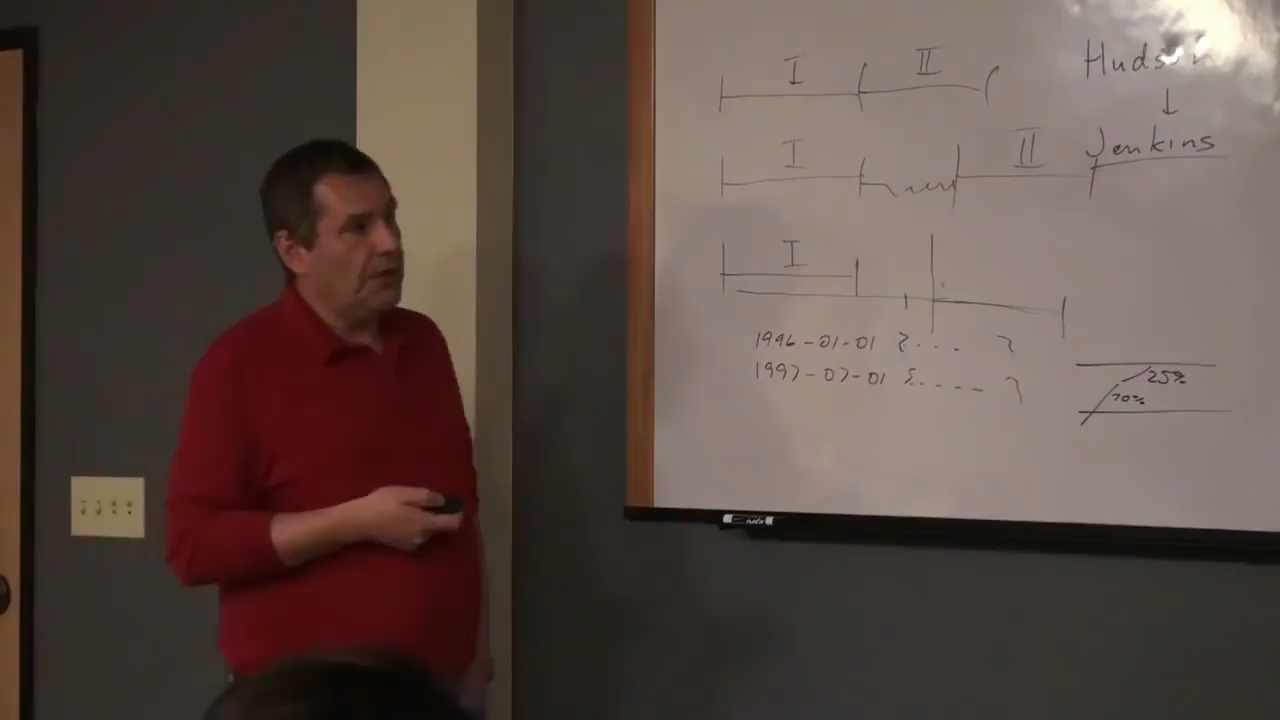 I II
Hudson
↓
Jenkins
I II
I
1996-01-01 {.... }
1997-07-01 {..... }
25%
70%